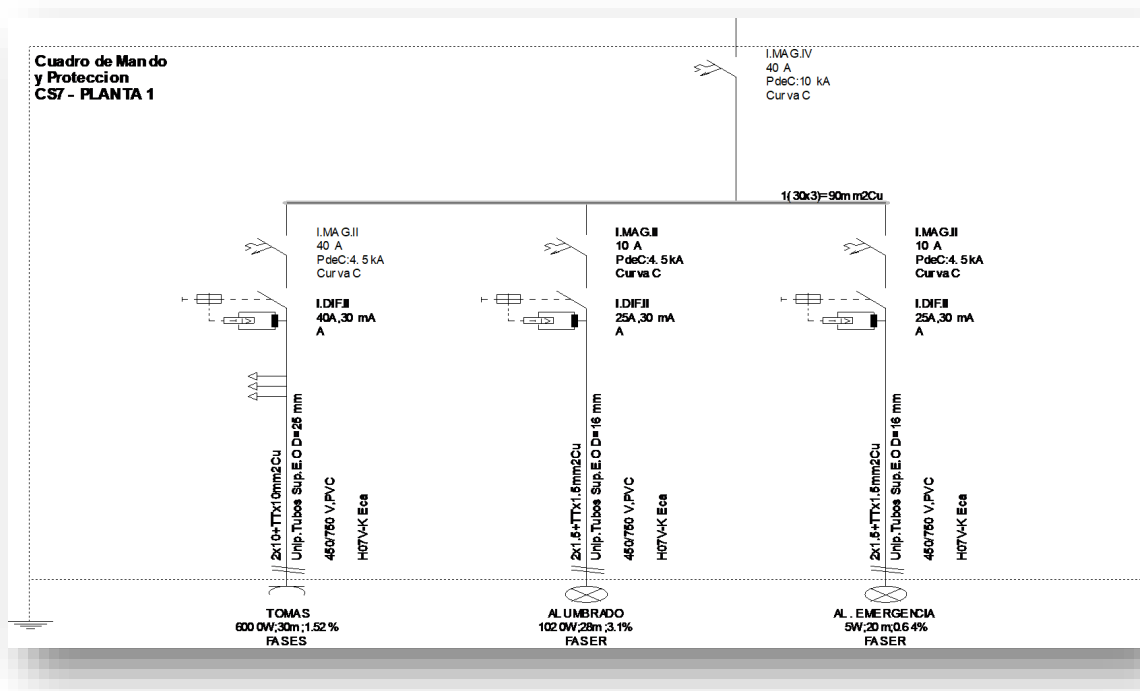 Cuadro de Mando
y Proteccion
CS7 - PLANTA 1
I.MAG.IV
40 A
PdeC:10 kA
Curva C
1(30x3)=90mm2Cu
I.MAG.II
40 A
PdeC:4.5kA
Curva C
I.DIF.II
40A,30 mA
A
I.MAG.II
10 A
PdeC:4.5kA
Curva C
I.DIF.II
25A,30 mA
A
I.MAG.II
10 A
PdeC:4.5kA
Curva C
I.DIF.II
25A,30 mA
A
2x10+TTx10mm2Cu
Unip.Tubos Sup.E.O D=25 mm
450/750 V,PVC
H07V-K Eca
2x1.5+TTx1.5mm2Cu
Unip.Tubos Sup.E.O D=16 mm
450/750 V,PVC
H07V-K Eca
2x1.5+TTx1.5mm2Cu
Unip.Tubos Sup.E.O D=16 mm
450/750 V,PVC
H07V-K Eca
TOMAS
6000W;30m;1.52%
FASES
ALUMBRADO
1020W;28m;3.1%
FASER
AL. EMERGENCIA
5W;20m;0.64%
FASER